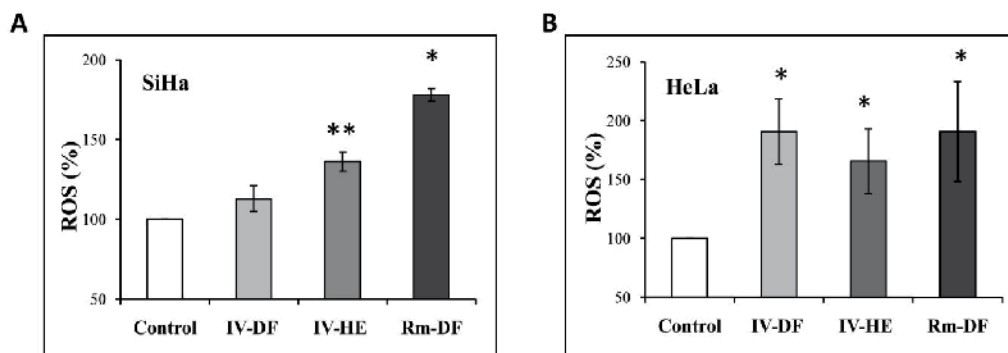 A
200
150
100
50
ROS (%)
SiHa
**
*
Control IV-DF IV-HE Rm-DF
B
250
200
150
100
50
ROS (%)
HeLa
*
*
*
Control IV-DF IV-HE Rm-DF